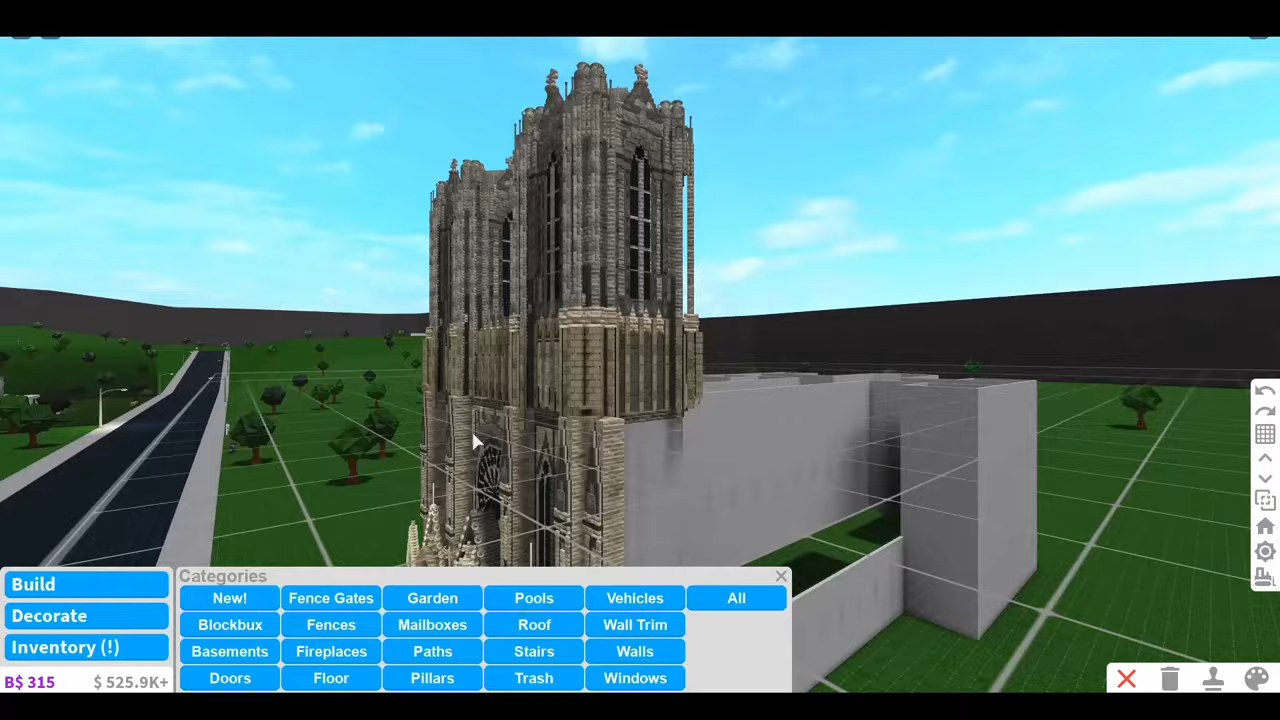 Build
Decorate
Inventory (!)
B$ 315 $ 525.9K+
Categories
New! Fence Gates Garden Pools Vehicles All
Blockbux Fences Mailboxes Roof Wall Trim
Basements Fireplaces Paths Stairs Walls
Doors Floor Pillars Trash Windows